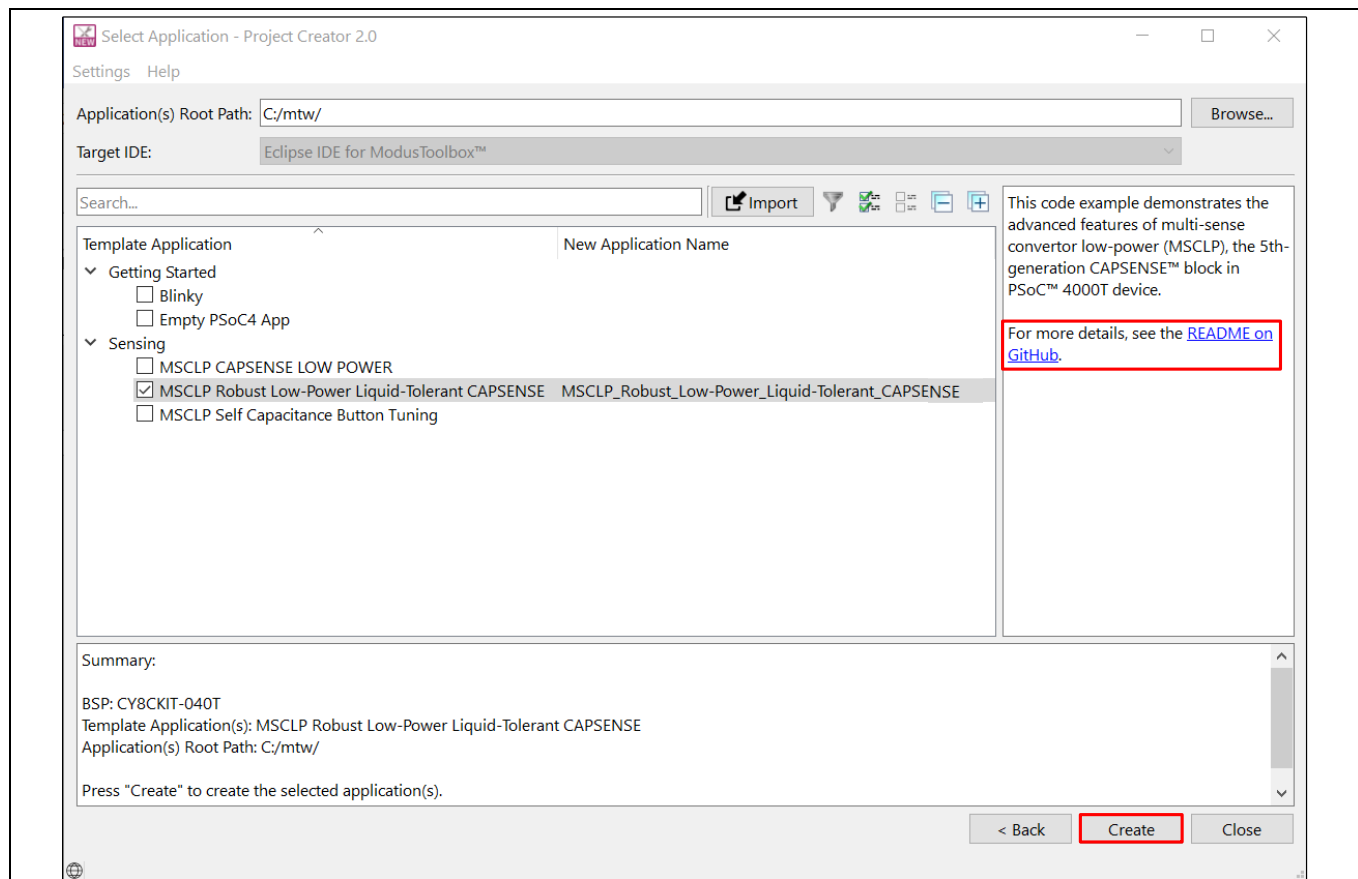 NEW
Select Application - Project Creator 2.0
Settings Help
Application(s) Root Path: C:/mtw/ Browse...
Target IDE: Eclipse IDE for ModusToolbox™
Search... Import
Template Application New Application Name
Getting Started
Blinky
Empty PSoC4 App
Sensing
MSCLP CAPSENSE LOW POWER
MSCLP Robust Low-Power Liquid-Tolerant CAPSENSE MSCLP_Robust_Low-Power_Liquid-Tolerant_CAPSENSE
MSCLP Self Capacitance Button Tuning
This code example demonstrates the
advanced features of multi-sense
convertor low-power (MSCLP), the 5th-
generation CAPSENSE™ block in
PSoC™ 4000T device.
For more details, see the README on
GitHub.
Summary:
BSP: CY8CKIT-040T
Template Application(s): MSCLP Robust Low-Power Liquid-Tolerant CAPSENSE
Application(s) Root Path: C:/mtw/
Press "Create" to create the selected application(s).
< Back Create Close